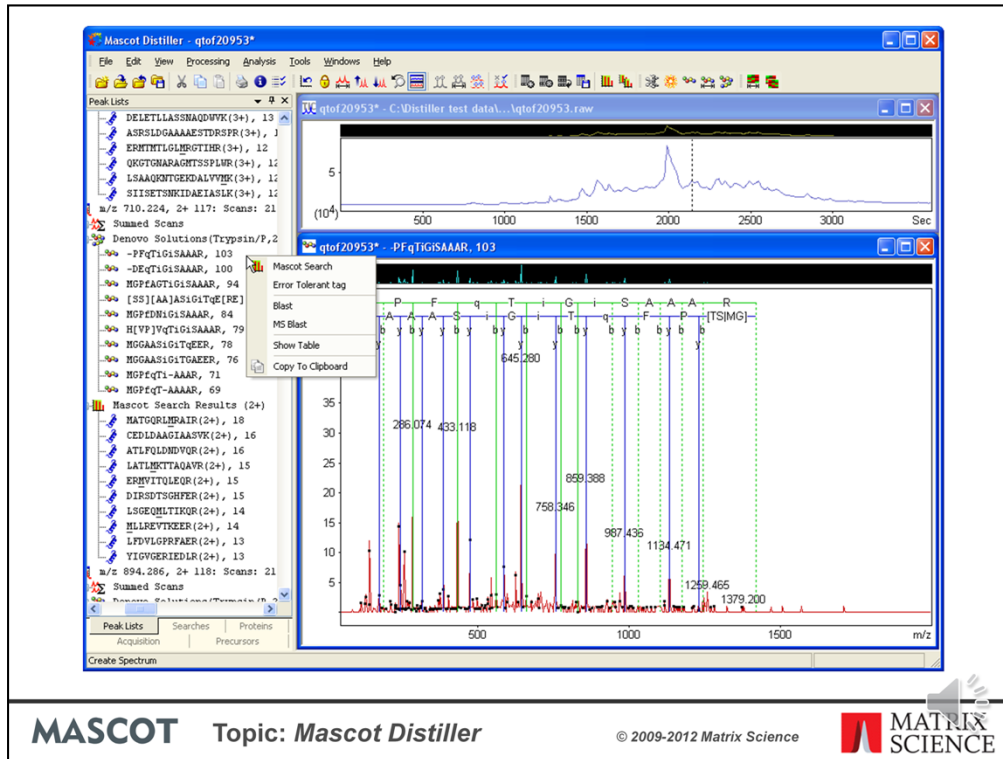 Mascot Distiller - qtof20953*
File Edit View Processing Analysis Tools Windows Help
Peak Lists
DELETLLASSNAQDWVK(3+), 13
ASRSLDGAAAAESTDRSPR(3+), 1
ERMTMTLGLMRGTIHR(3+), 12
QKGTGNARAGMTSSPLWR(3+), 12
LSAAQKNTGEKDALVVMK(3+), 12
SIISETSNKIDAEIASLK(3+), 12
m/z 710.224, 2+ 117: Scans: 21
Summed Scans
Denovo Solutions(Trypsin/P,2
-PFqTiGiSAAAR, 103
-DEqTiGiSAAAR, 100
MGPfAGTiGiSAAAR, 94
[SS][AA]ASiGiTqE[RE]
MGPfDNiGiSAAAR, 84
H[VP]VqTiGiSAAAR, 79
MGGAASiGiTqEER, 78
MGGAASiGiTGAEER, 76
MGPfqTi-AAAR, 71
MGPfqT-AAAAR, 69
Mascot Search Results (2+)
MATGQRLMRAIR(2+), 18
CEDLDAAGIAASVK(2+), 16
ATLFQLDNDVQR(2+), 16
LATLMKTTAQAVR(2+), 15
ERMVITQLEQR(2+), 15
DIRSDTSGHFER(2+), 15
LSGEQMLTIKQR(2+), 14
MLLREVTKEER(2+), 14
LFDVLGPRFAER(2+), 13
YIGVGERIEDLR(2+), 13
m/z 894.286, 2+ 118: Scans: 21
Summed Scans
Denovo Solutions(Trypsin/P,2
Peak Lists Searches Proteins
Acquisition Precursors
Create Spectrum
Mascot Search
Error Tolerant tag
Blast
MS Blast
Show Table
Copy To Clipboard
TIC qtof20953* - C:\Distiller test data\...\qtof20953.raw
5
(10⁴)
500 1000 1500 2000 2500 3000 Sec
qtof20953* - -PFqTiGiSAAAR, 103
P F q T i G i S A A A R
A A A S i G i T q F P [TS|MG]
b y b y b y b y b y b y b y b y b y b
y y
645.280
286.074 433.118
859.388
758.346
987.436
1134.471
1259.465
1379.200
35
30
25
20
15
10
5
500 1000 1500 m/z
MASCOT Topic: Mascot Distiller © 2009-2012 Matrix Science MATRIX
SCIENCE